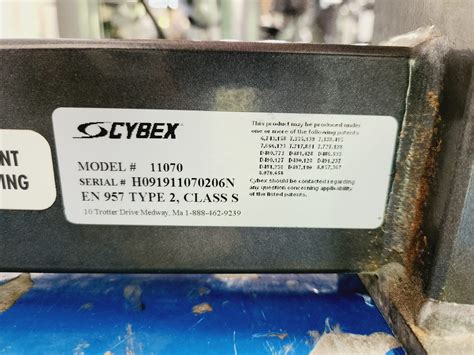 CYBEX
MODEL # 11070
SERIAL # H091911070206N
EN 957 TYPE 2, CLASS S
10 Trotter Drive Medway, Ma 1-888-462-9239
This product may be produced under
one or more of the following patents
Cybex should be contacted regarding
any question concerning applicability
of the listed patents.
NT
ING